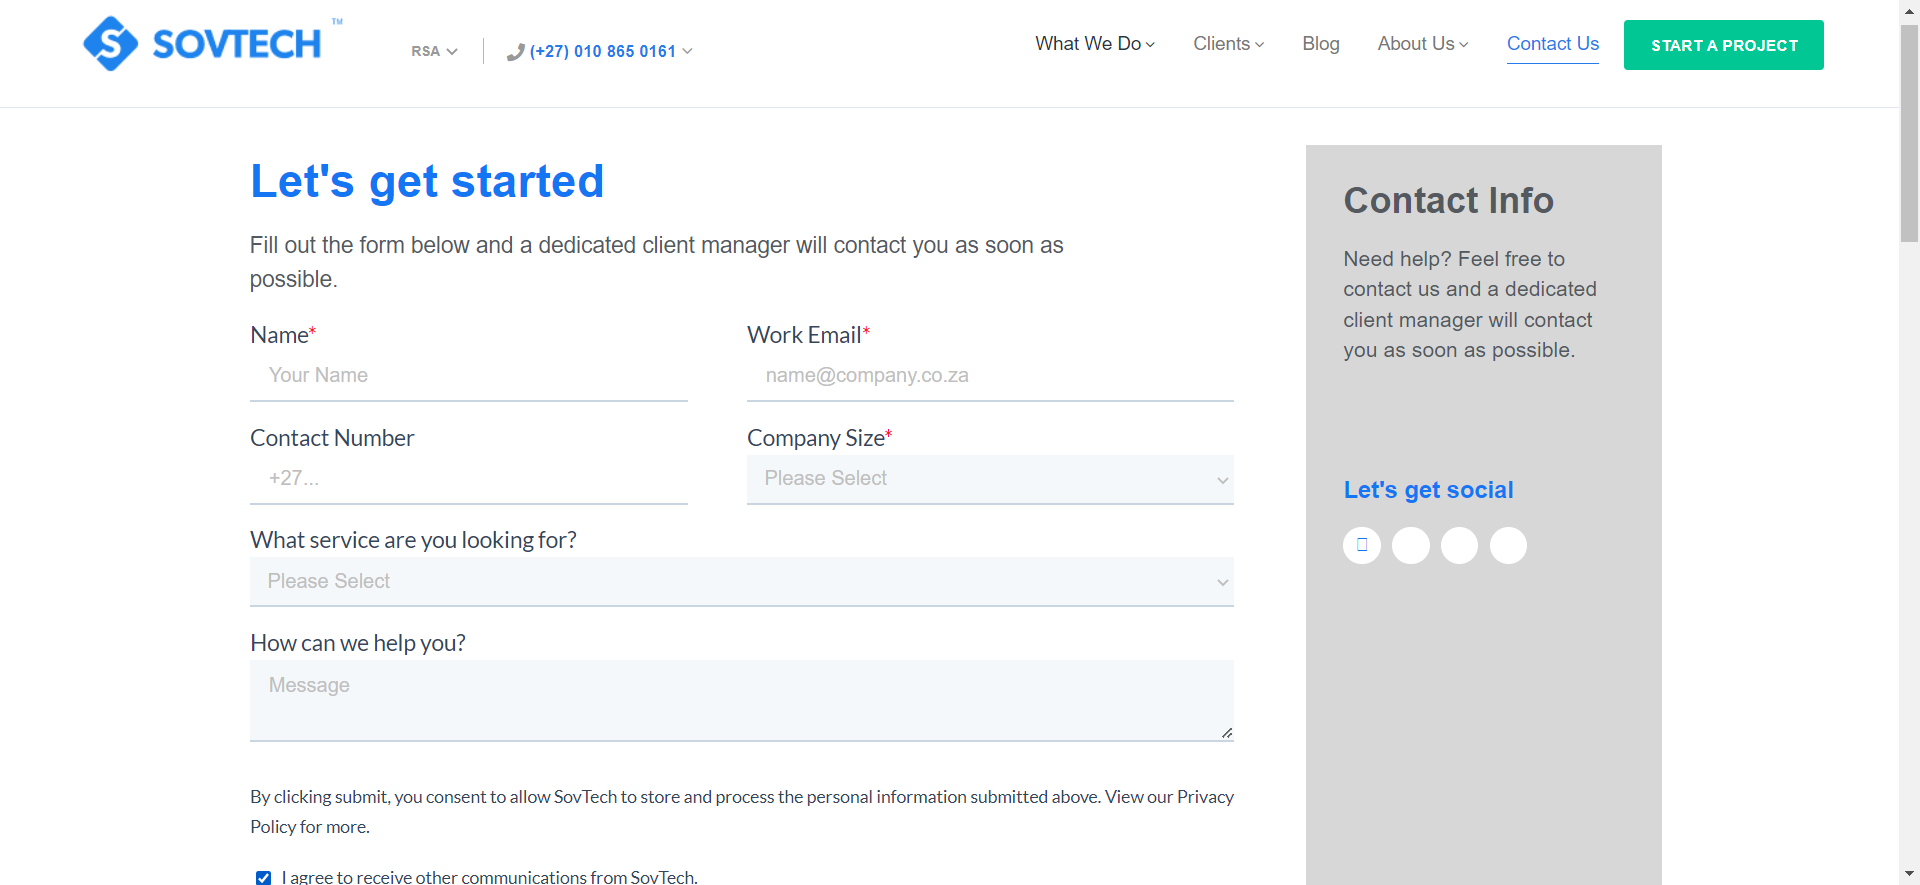 SOVTECH TM
RSA
(+27) 010 865 0161
What We Do
Clients
Blog
About Us
Contact Us
START A PROJECT
Let's get started
Fill out the form below and a dedicated client manager will contact you as soon as
possible.
Name*
Your Name
Work Email*
name@company.co.za
Contact Number
+27...
Company Size*
Please Select
What service are you looking for?
Please Select
How can we help you?
Message
By clicking submit, you consent to allow SovTech to store and process the personal information submitted above. View our Privacy
Policy for more.
I agree to receive other communications from SovTech.
Contact Info
Need help? Feel free to
contact us and a dedicated
client manager will contact
you as soon as possible.
Let's get social